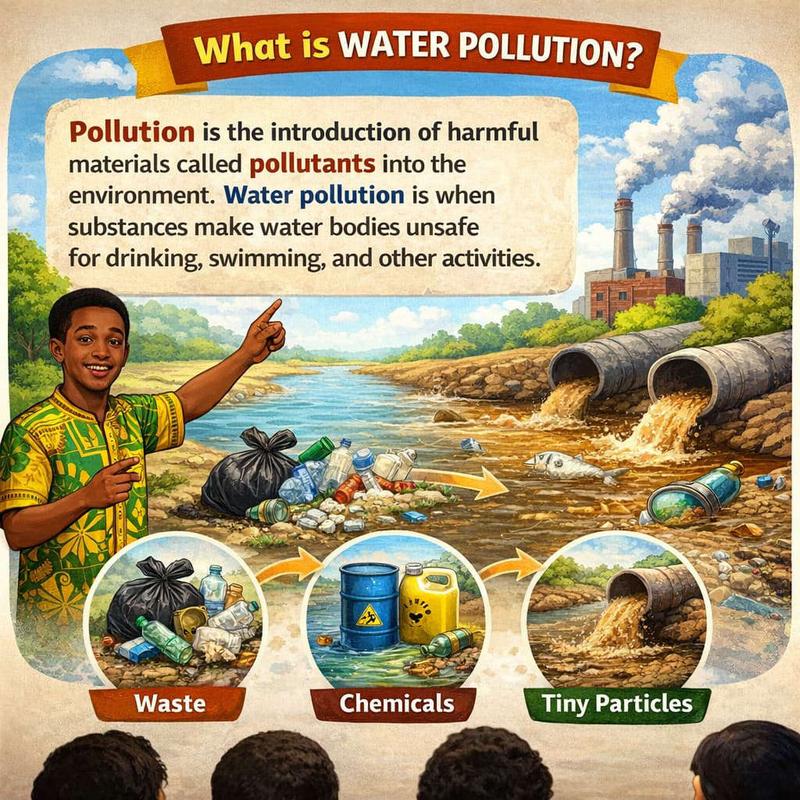 What is WATER POLLUTION?
Pollution is the introduction of harmful
materials called pollutants into the
environment. Water pollution is when
substances make water bodies unsafe
for drinking, swimming, and other activities.
Waste
Chemicals
Tiny Particles